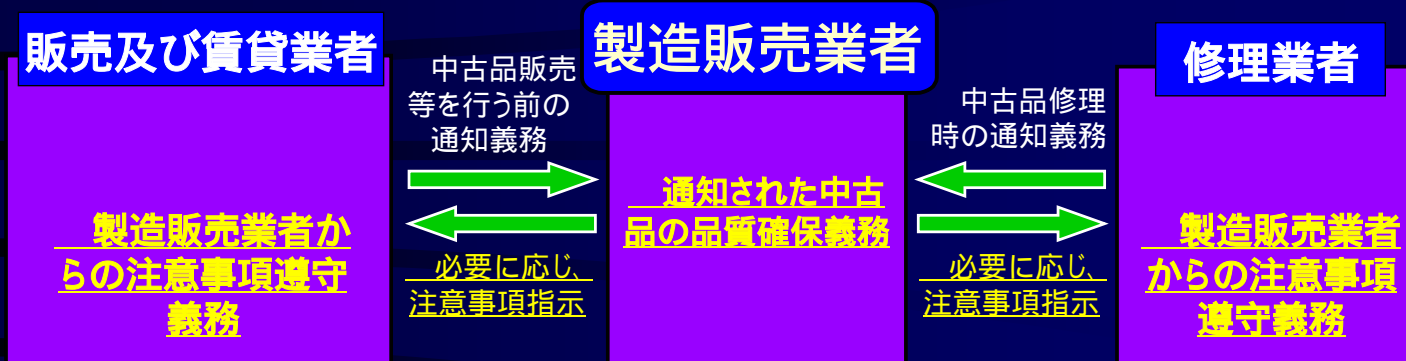 販売及び賃貸業者
製造販売業者か
らの注意事項遵守
義務
中古品販売
等を行う前の
通知義務
必要に応じ、
注意事項指示
製造販売業者
通知された中古
品の品質確保義務
中古品修理
時の通知義務
必要に応じ、
注意事項指示
修理業者
製造販売業者
からの注意事項
遵守義務